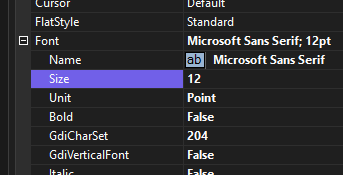 Cursor Default
FlatStyle Standard
Font Microsoft Sans Serif; 12pt
Name ab Microsoft Sans Serif
Size 12
Unit Point
Bold False
GdiCharSet 204
GdiVerticalFont False
Italic False